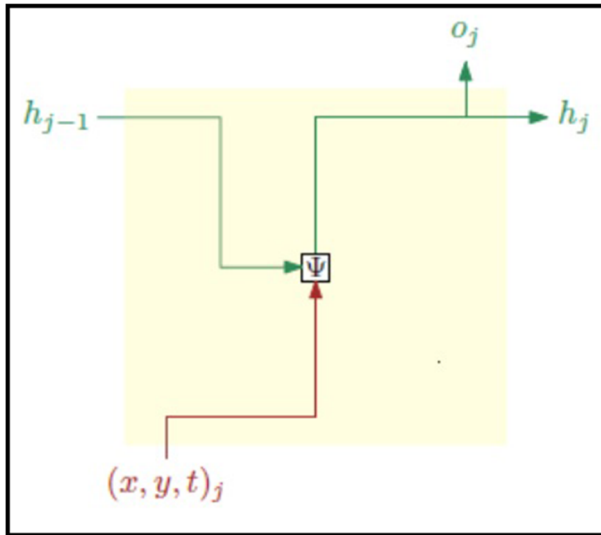 o_j
h_{j-1} h_j
Ψ
(x, y, t)_j